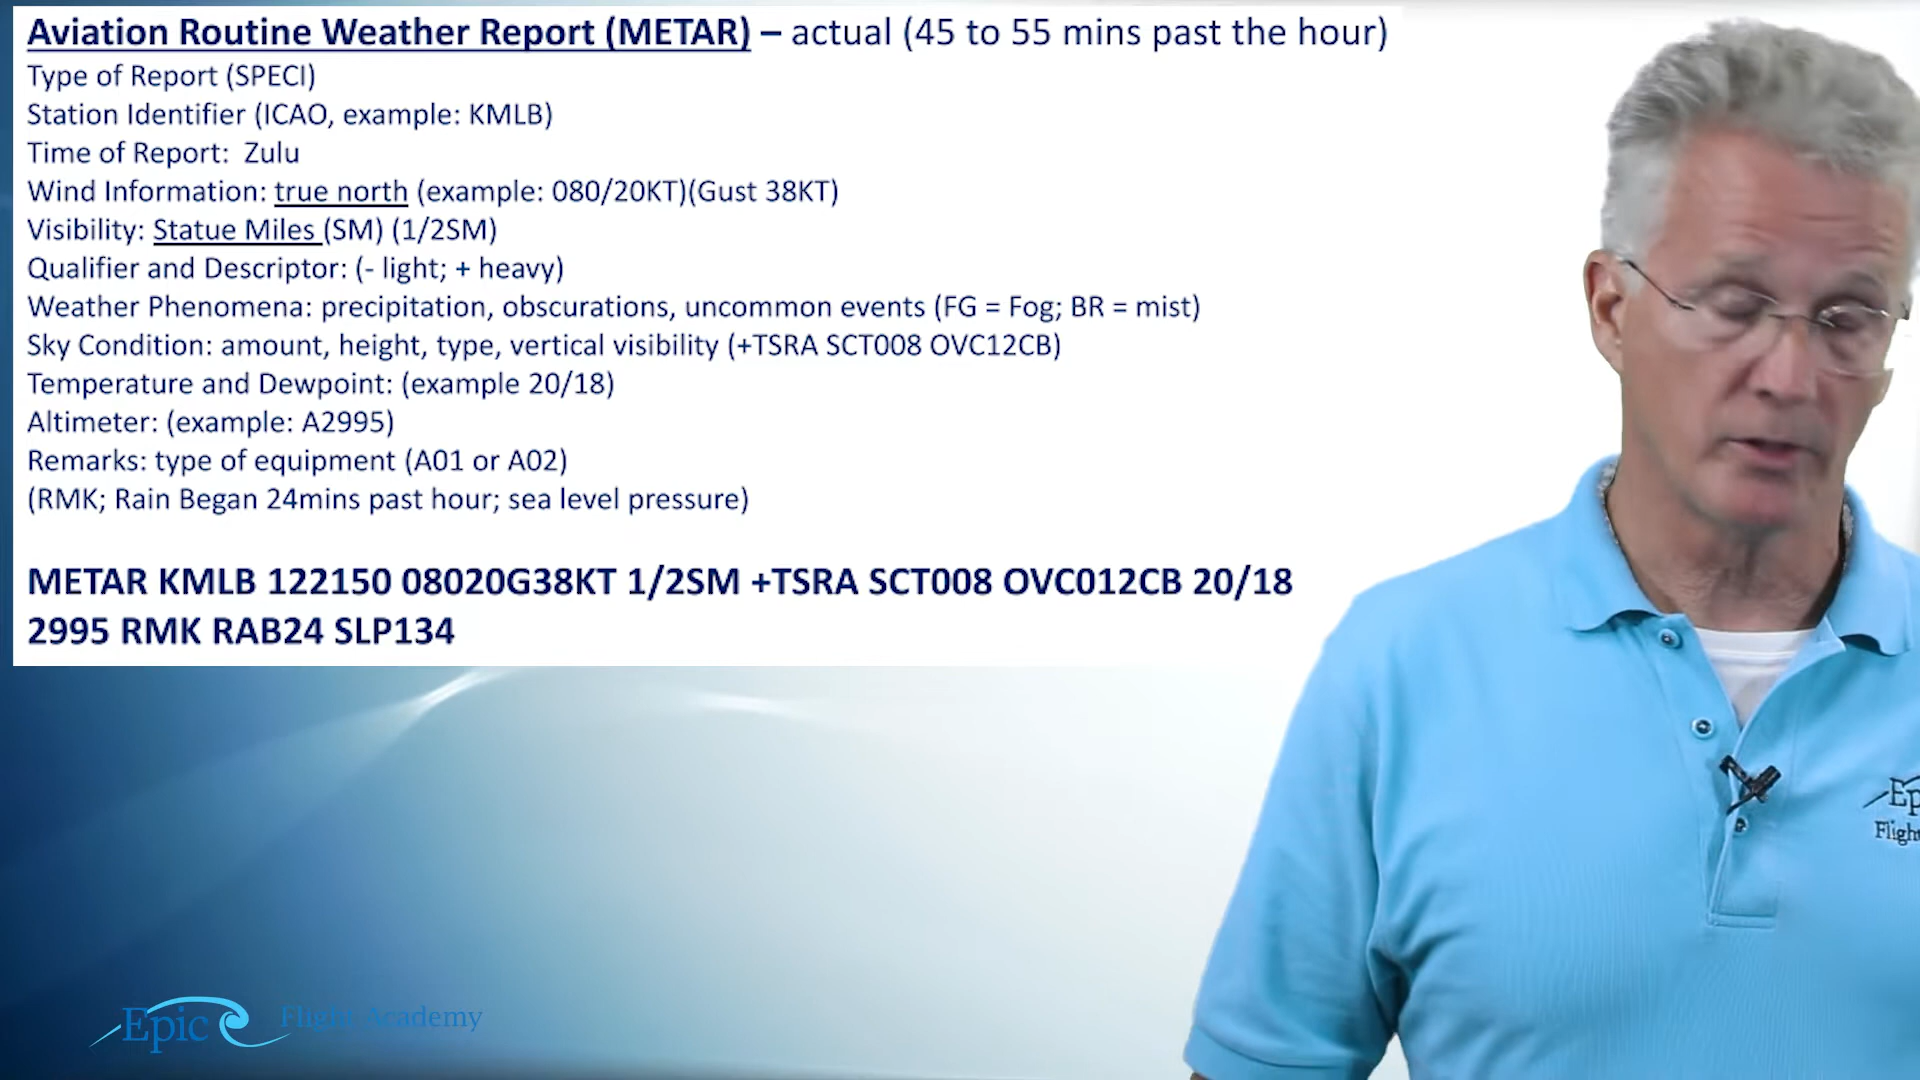 Aviation Routine Weather Report (METAR) – actual (45 to 55 mins past the hour)
Type of Report (SPECI)
Station Identifier (ICAO, example: KMLB)
Time of Report: Zulu
Wind Information: true north (example: 080/20KT)(Gust 38KT)
Visibility: Statue Miles (SM) (1/2SM)
Qualifier and Descriptor: (- light; + heavy)
Weather Phenomena: precipitation, obscurations, uncommon events (FG = Fog; BR = mist)
Sky Condition: amount, height, type, vertical visibility (+TSRA SCT008 OVC12CB)
Temperature and Dewpoint: (example 20/18)
Altimeter: (example: A2995)
Remarks: type of equipment (A01 or A02)
(RMK; Rain Began 24mins past hour; sea level pressure)
METAR KMLB 122150 08020G38KT 1/2SM +TSRA SCT008 OVC012CB 20/18
2995 RMK RAB24 SLP134
Epic Flight Academy